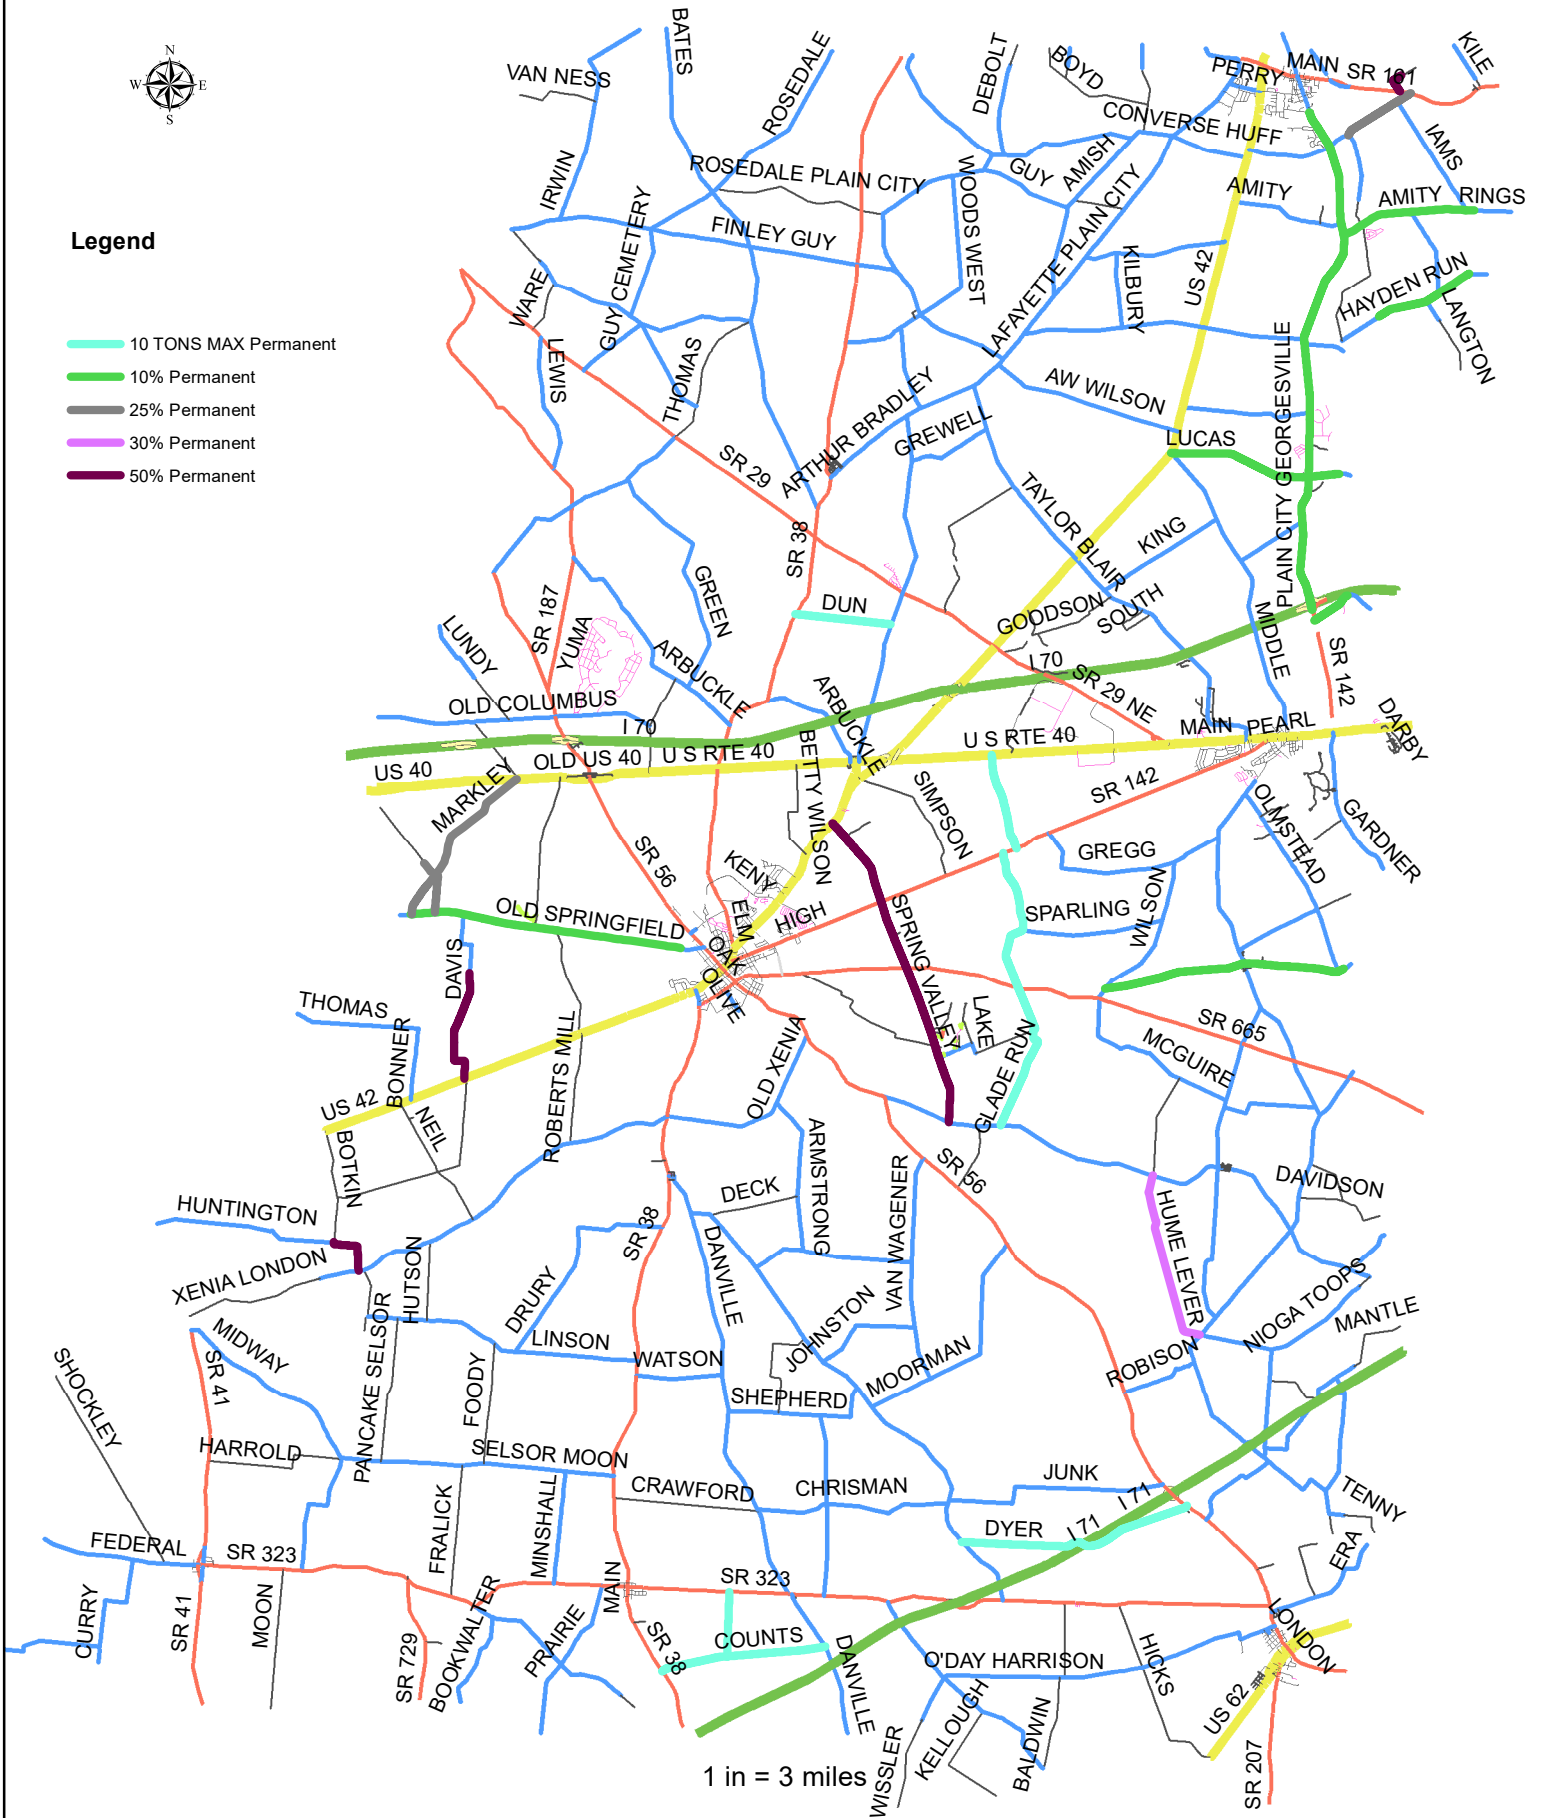 N
W
E
S
Legend
10 TONS MAX Permanent
10% Permanent
25% Permanent
30% Permanent
50% Permanent
BATES
VAN NESS
ROSEDALE
DEBOLT
BOYD
PERRY
MAIN
SR 161
KILE
CONVERSE HUFF
IAMS
IRWIN
ROSEDALE PLAIN CITY
WOODS WEST
GUY
AMISH
AMITY
AMITY
RINGS
GUY CEMETERY
FINLEY GUY
LAFAYETTE PLAIN CITY
KILBURY
US 42
HAYDEN RUN
LANGTON
WARE
LEWIS
THOMAS
ARTHUR BRADLEY
GREWELL
AW WILSON
LUCAS
PLAIN CITY GEORGESVILLE
SR 29
SR 38
TAYLOR BLAIR
KING
GREEN
DUN
GOODSON
SOUTH
MIDDLE
SR 187
YUMA
LUNDY
ARBUCKLE
OLD COLUMBUS
ARBUCKLE
I 70
SR 29 NE
SR 142
I 70
U S RTE 40
MAIN
PEARL
DARBY
US 40
OLD US 40
U S RTE 40
BETTY WILSON
SIMPSON
SR 142
MARKLEY
OLMSTEAD
GARDNER
SR 56
KENY
GREGG
OLD SPRINGFIELD
ELM
HIGH
SPRING VALLEY
SPARLING
WILSON
OAK
OLIVE
DAVIS
THOMAS
BONNER
LAKE
GLADE RUN
SR 665
MCGUIRE
ROBERTS MILL
OLD XENIA
US 42
NEIL
BOTKIN
ARMSTRONG
SR 56
DECK
VAN WAGENER
DAVIDSON
HUNTINGTON
HUME LEVER
SR 38
DANVILLE
XENIA LONDON
HUTSON
DRURY
NIOGA TOOPS
MANTLE
PANCAKE SELSOR
JOHNSTON
MIDWAY
LINSON
WATSON
MOORMAN
ROBISON
SHOCKLEY
SR 41
FOODY
SHEPHERD
HARROLD
SELSOR MOON
CRAWFORD
CHRISMAN
JUNK
I 71
TENNY
FRALICK
MINSHALL
DYER
I 71
ERA
FEDERAL
SR 323
SR 323
MAIN
CURRY
SR 41
MOON
BOOKWALTER
PRAIRIE
SR 38
COUNTS
DANVILLE
LONDON
SR 729
O'DAY HARRISON
HICKS
US 62
WISSLER
KELLOUGH
BALDWIN
SR 207
1 in = 3 miles